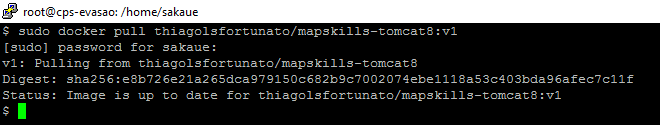 root@cps-evasao: /home/sakaue
$ sudo docker pull thiagolsfortunato/mapskills-tomcat8:v1
[sudo] password for sakaue:
v1: Pulling from thiagolsfortunato/mapskills-tomcat8
Digest: sha256:e8b726e21a265dca979150c682b9c7002074ebe1118a53c403bda96afec7c11f
Status: Image is up to date for thiagolsfortunato/mapskills-tomcat8:v1
$